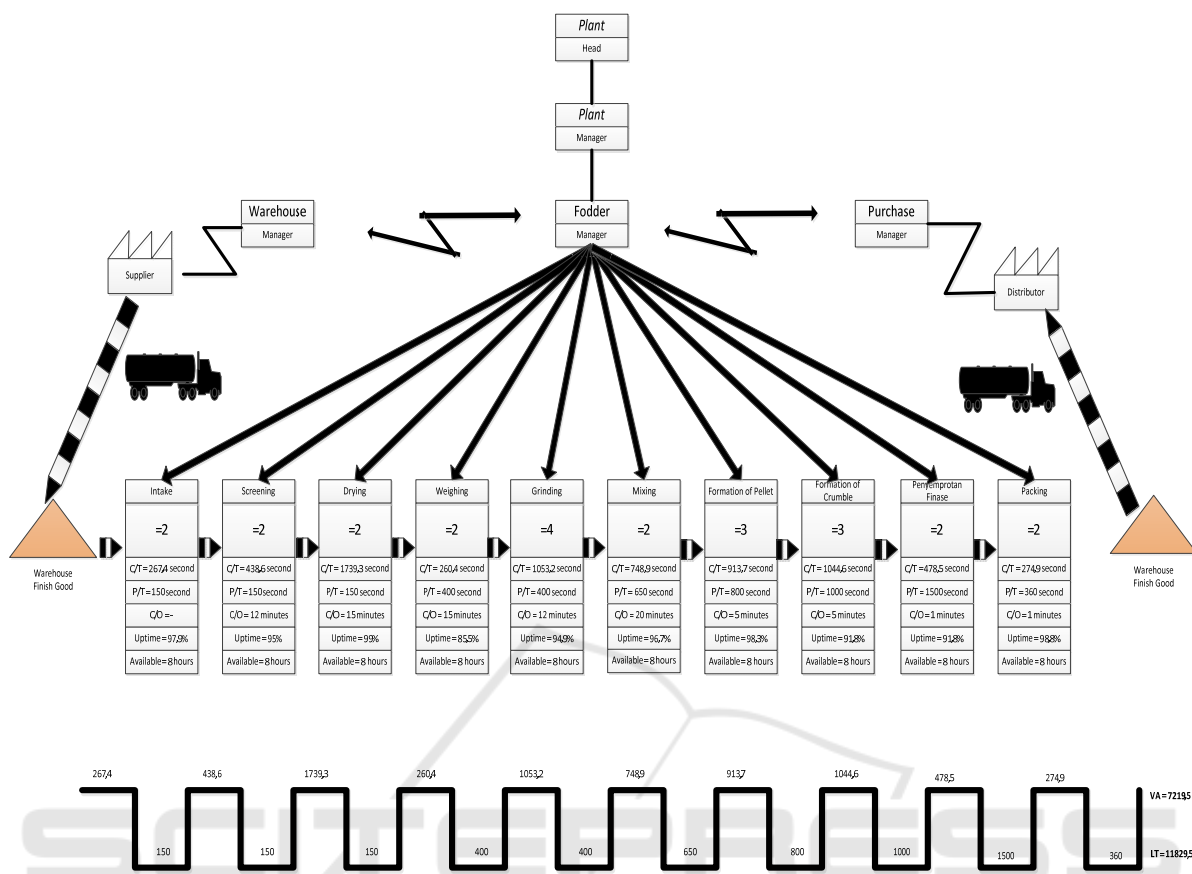 Plant
Head
Plant
Manager
Warehouse
Manager
Fodder
Manager
Purchase
Manager
Supplier
Distributor
Warehouse
Finish Good
Intake
=2
C/T = 267,4 second
P/T = 150 second
C/O = -
Uptime = 97,9%
Available = 8 hours
Screening
=2
C/T = 438,6 second
P/T = 150 second
C/O = 12 minutes
Uptime = 95%
Available = 8 hours
Drying
=2
C/T = 1739,3 second
P/T = 150 second
C/O = 15 minutes
Uptime = 99%
Available = 8 hours
Weighing
=2
C/T = 260,4 second
P/T = 400 second
C/O = 15 minutes
Uptime = 85,5%
Available = 8 hours
Grinding
=4
C/T = 1053,2 second
P/T = 400 second
C/O = 12 minutes
Uptime = 94,9%
Available = 8 hours
Mixing
=2
C/T = 748,9 second
P/T = 650 second
C/O = 20 minutes
Uptime = 96,7%
Available = 8 hours
Formation of Pellet
=3
C/T = 913,7 second
P/T = 800 second
C/O = 5 minutes
Uptime = 98,3%
Available = 8 hours
Formation of
Crumble
=3
C/T = 1044,6 second
P/T = 1000 second
C/O = 5 minutes
Uptime = 91,8%
Available = 8 hours
Penyemprotan
Finase
=2
C/T = 478,5 second
P/T = 1500 second
C/O = 1 minutes
Uptime = 91,8%
Available = 8 hours
Packing
=2
C/T = 274,9 second
P/T = 360 second
C/O = 1 minutes
Uptime = 98,8%
Available = 8 hours
Warehouse
Finish Good
267,4 438,6 1739,3 260,4 1053,2 748,9 913,7 1044,6 478,5 274,9
VA = 7219,5
150 150 150 400 400 650 800 1000 1500 360
LT = 11829,5
SCITEPRESS